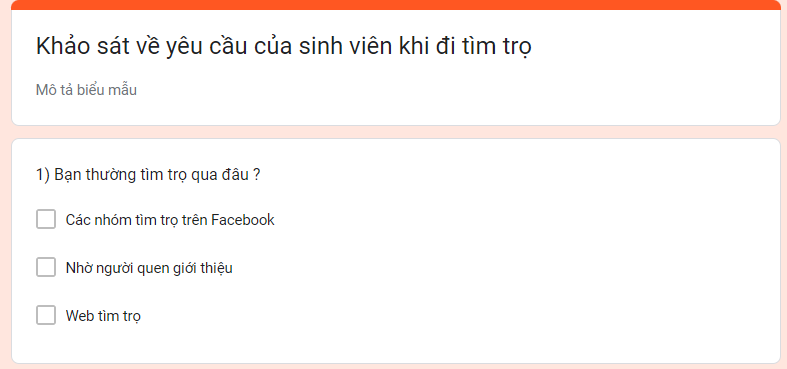 Khảo sát về yêu cầu của sinh viên khi đi tìm trọ
Mô tả biểu mẫu
1) Bạn thường tìm trọ qua đâu ?
Các nhóm tìm trọ trên Facebook
Nhờ người quen giới thiệu
Web tìm trọ